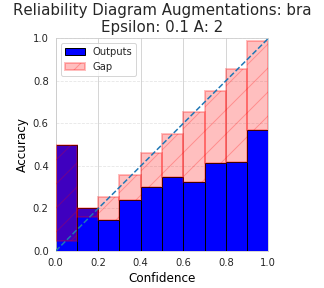 Reliability Diagram Augmentations: bra
Epsilon: 0.1 A: 2
Outputs
Gap
Accuracy
1.0
0.8
0.6
0.4
0.2
0.0
0.0 0.2 0.4 0.6 0.8 1.0
Confidence